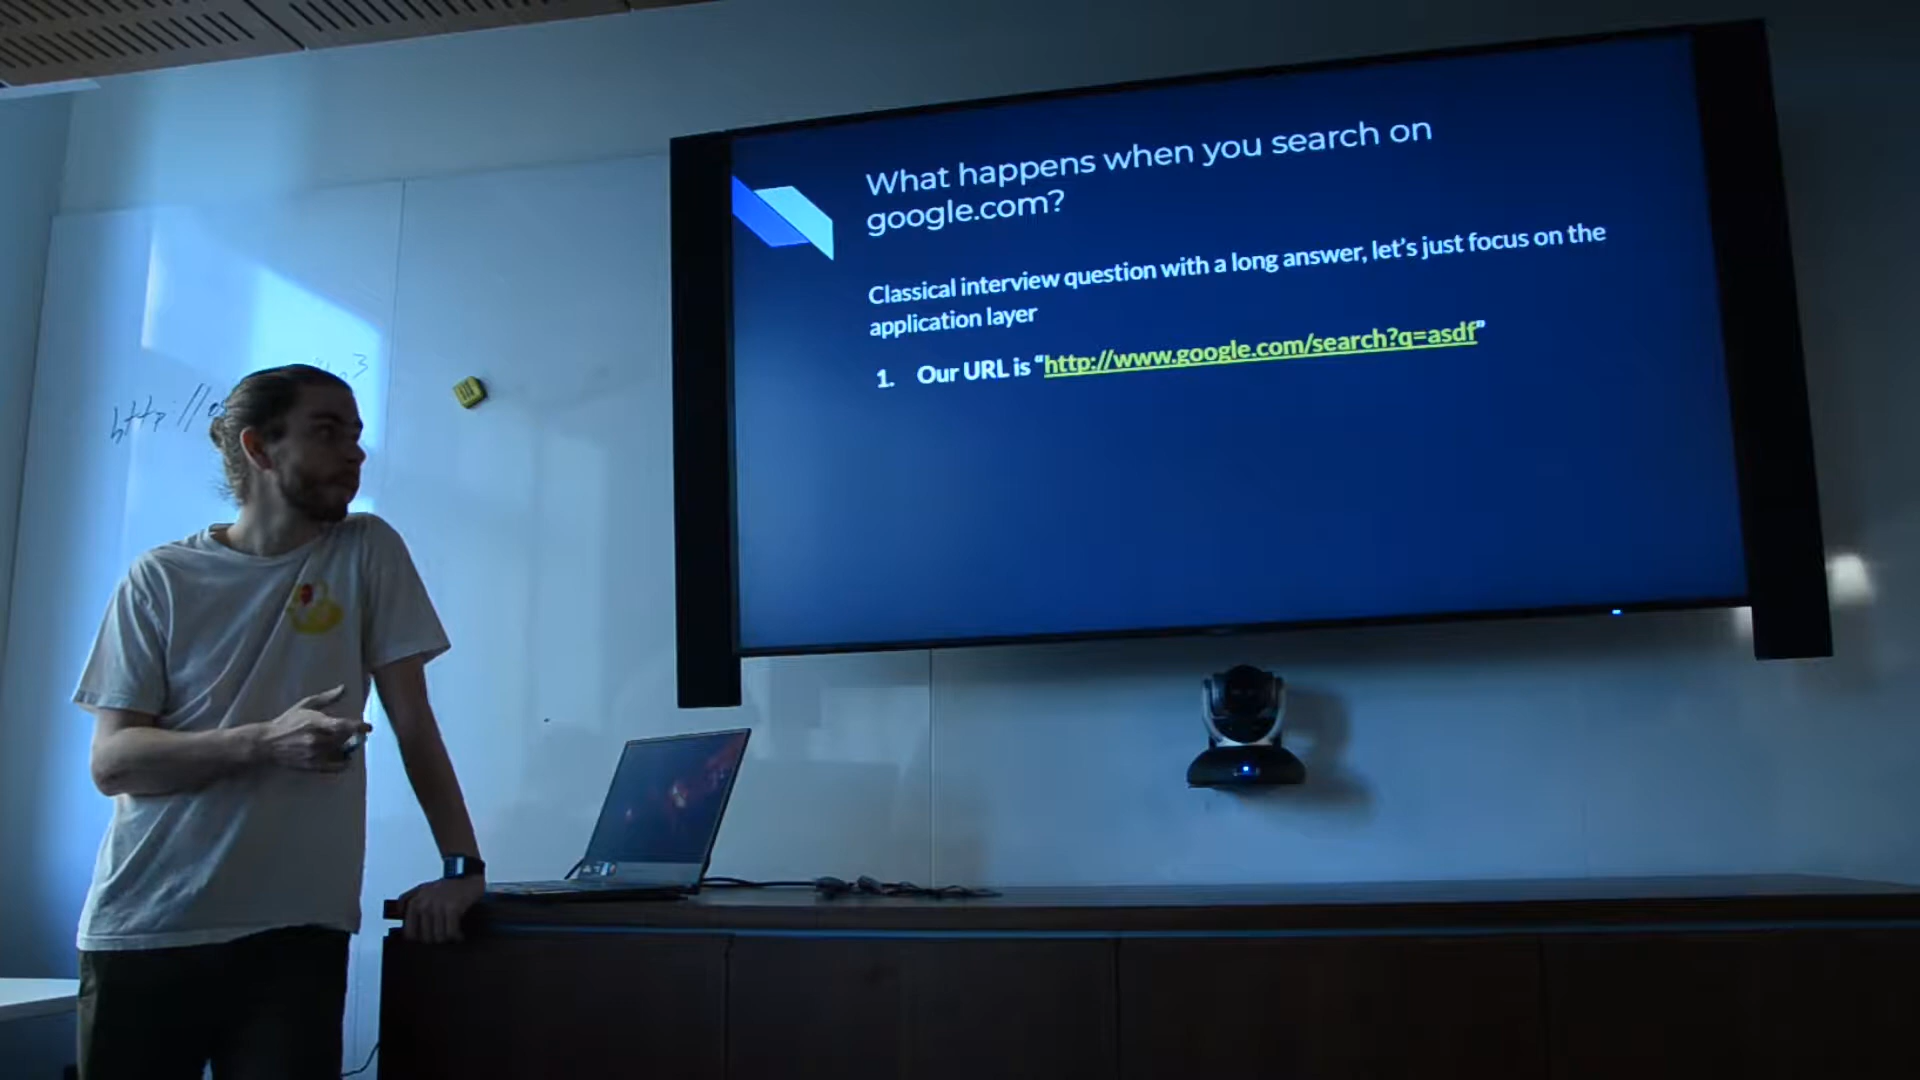 What happens when you search on
google.com?
Classical interview question with a long answer, let's just focus on the
application layer
1. Our URL is “http://www.google.com/search?q=asdf”
http://